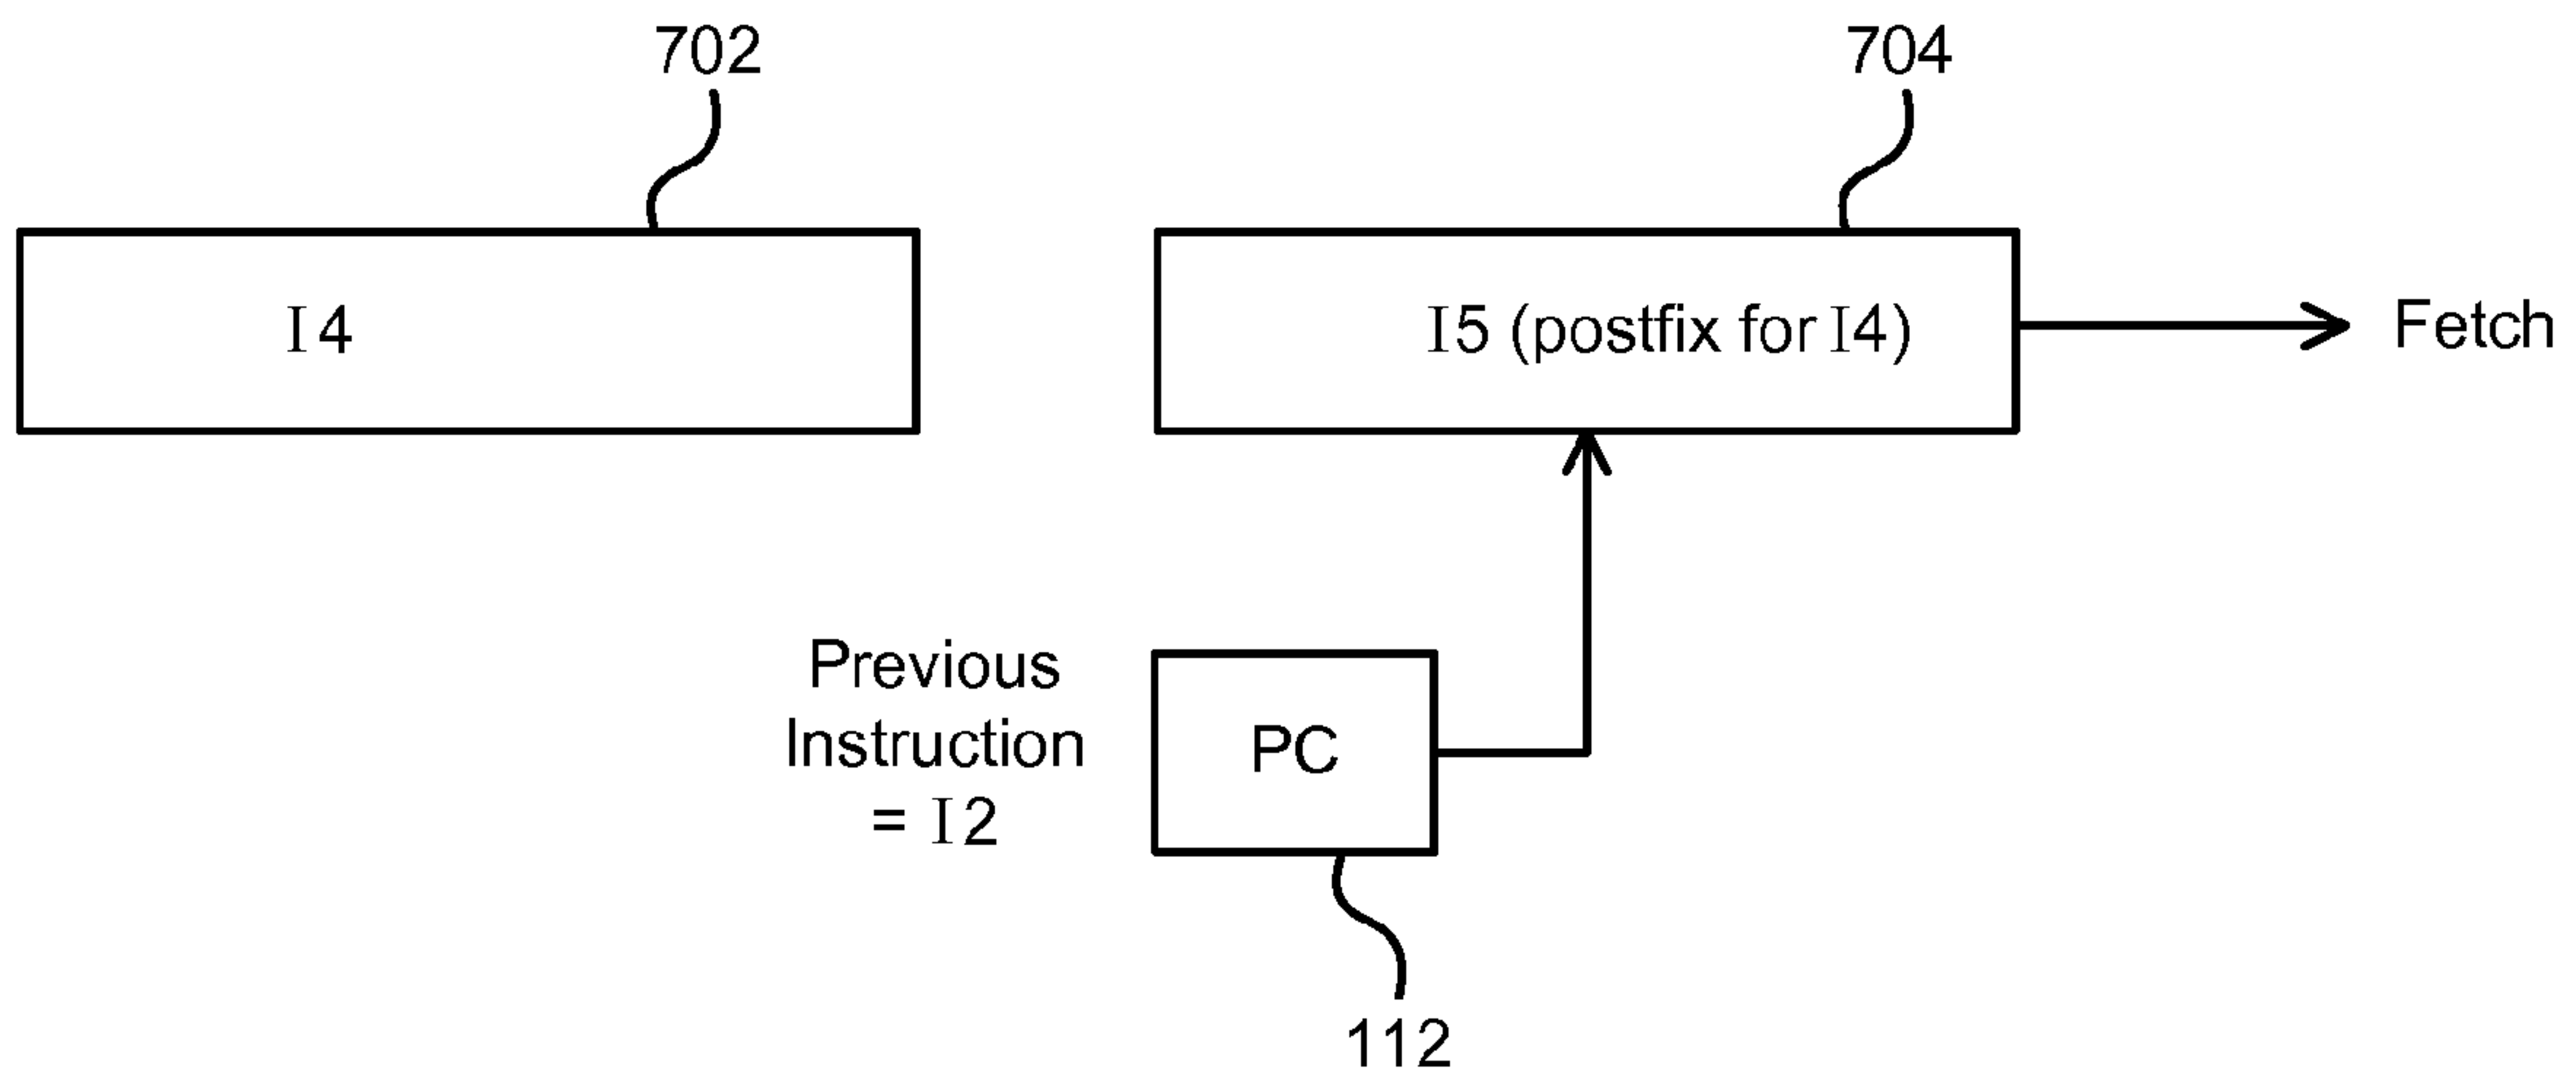 702
704
I4
I5 (postfix for I4)
Fetch
Previous
Instruction
= I2
PC
112